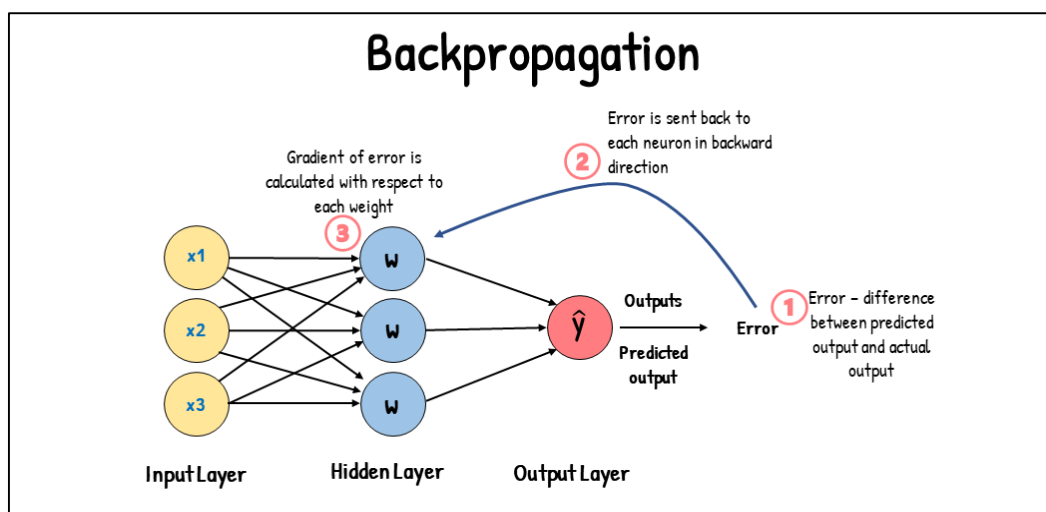 Backpropagation
Error is sent back to
each neuron in backward
direction
2
Gradient of error is
calculated with respect to
each weight
3
x1
x2
x3
w
w
w
ŷ
Outputs
Predicted
output
Error
1
Error - difference
between predicted
output and actual
output
Input Layer
Hidden Layer
Output Layer